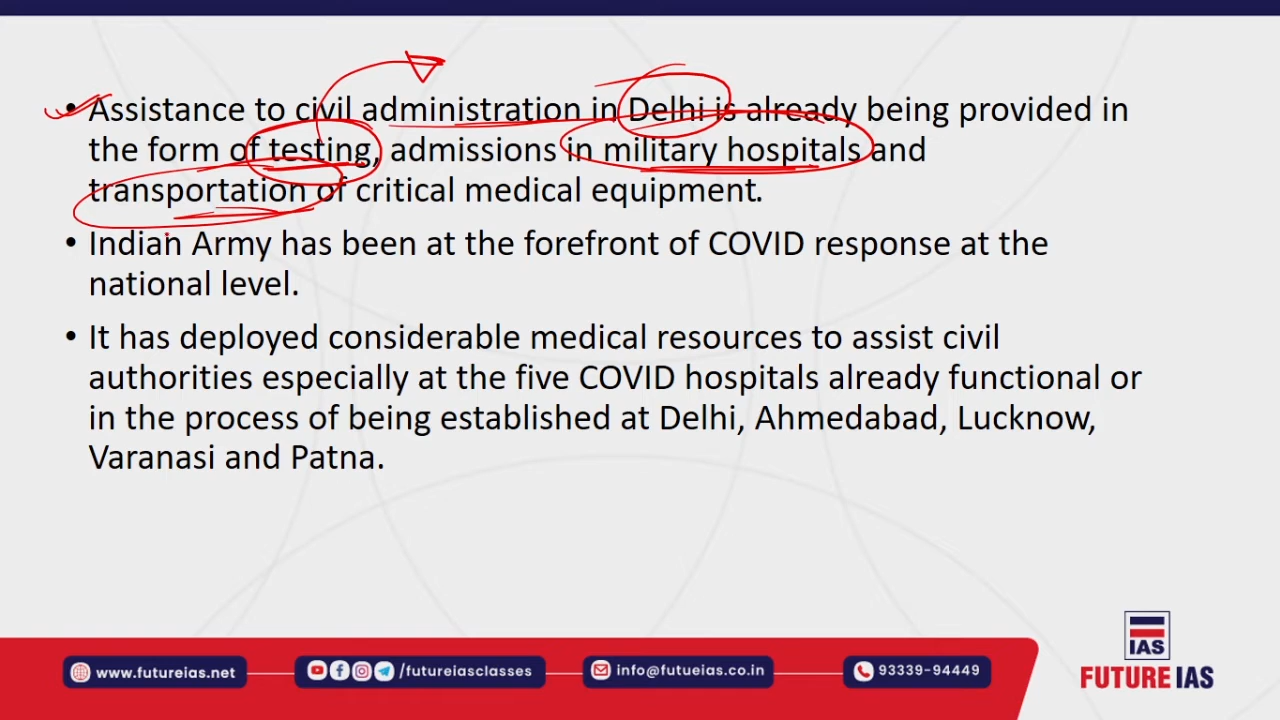 • Assistance to civil administration in Delhi is already being provided in
the form of testing, admissions in military hospitals and
transportation of critical medical equipment.
• Indian Army has been at the forefront of COVID response at the
national level.
• It has deployed considerable medical resources to assist civil
authorities especially at the five COVID hospitals already functional or
in the process of being established at Delhi, Ahmedabad, Lucknow,
Varanasi and Patna.
IAS
FUTURE IAS
www.futureias.net
/futureiasclasses
info@futueias.co.in
93339-94449